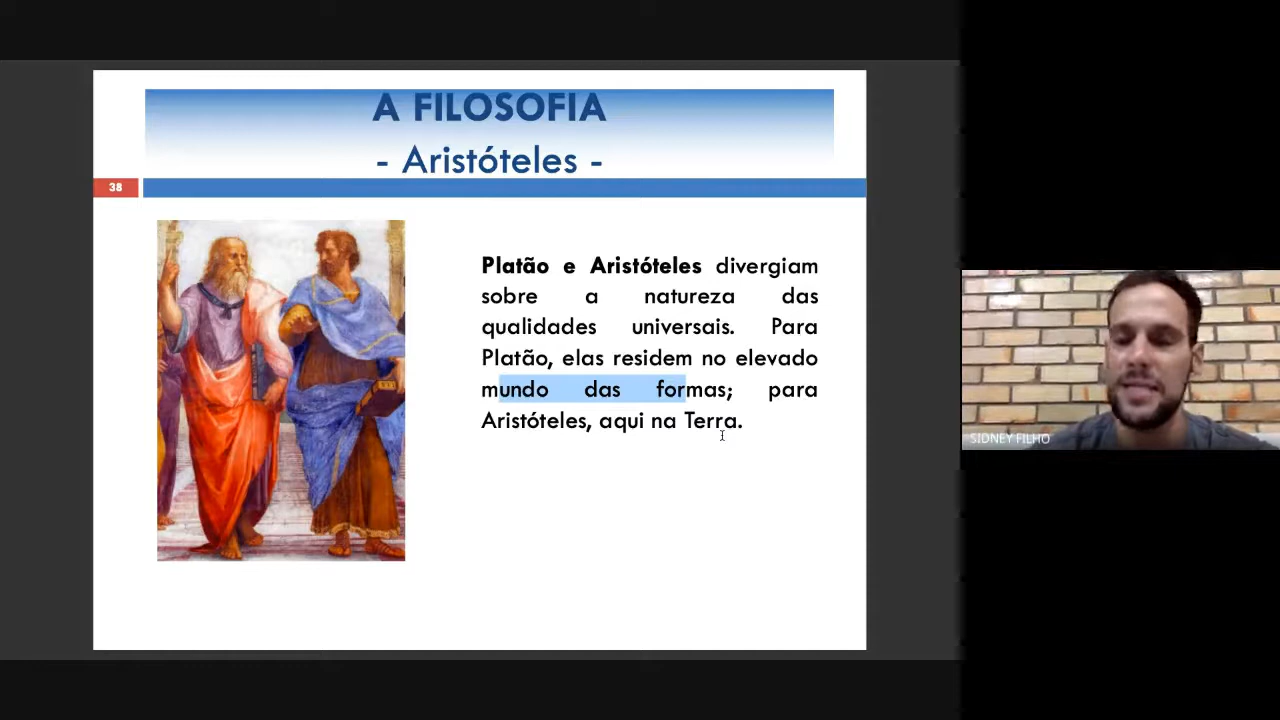 A FILOSOFIA
- Aristóteles -
38
Platão e Aristóteles divergiam
sobre a natureza das
qualidades universais. Para
Platão, elas residem no elevado
mundo das formas; para
Aristóteles, aqui na Terra.
SIDNEY FILHO